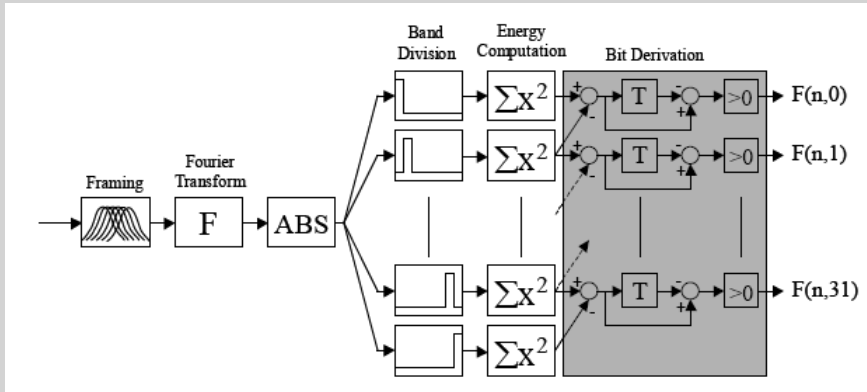 Band Division
Energy Computation
Bit Derivation
Framing
Fourier Transform
F
ABS
∑x²
+
-
T
-
+
>0
F(n,0)
∑x²
+
-
T
-
+
>0
F(n,1)
∑x²
+
-
T
-
+
>0
F(n,31)
∑x²